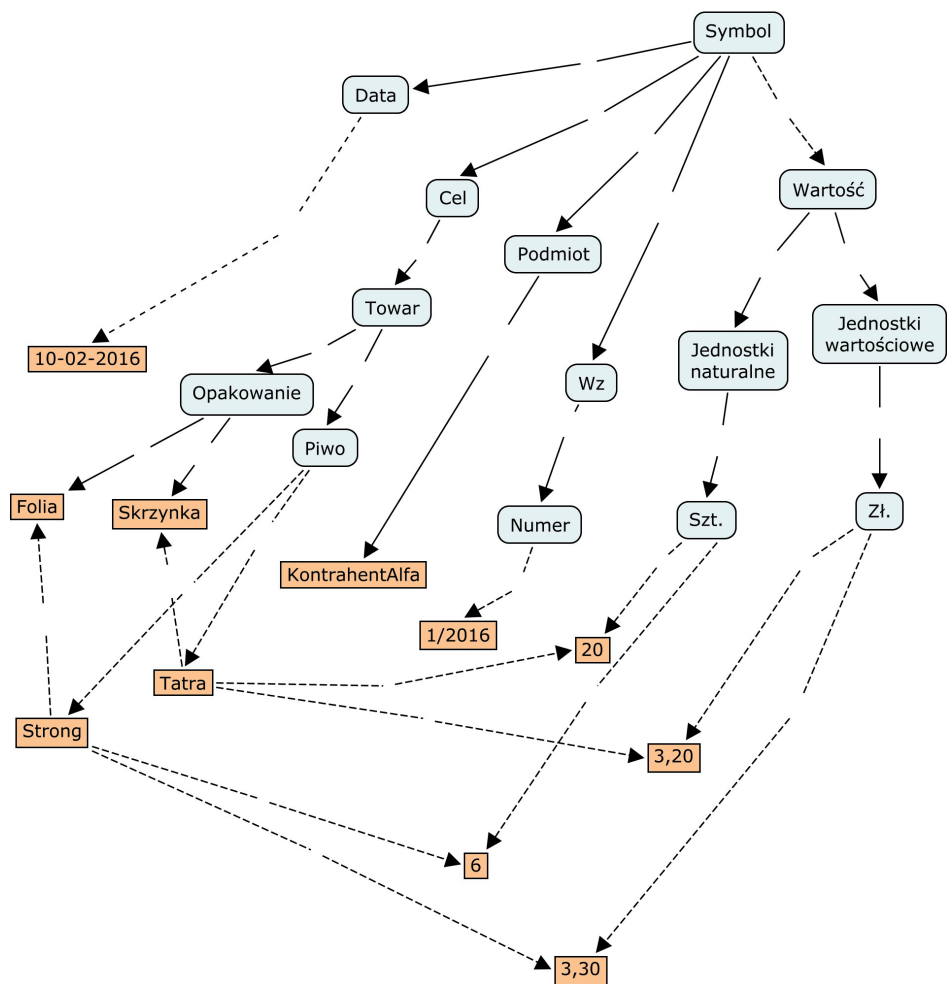 Symbol
Data
Cel
Wartość
Podmiot
Towar
Jednostki
wartościowe
10-02-2016
Jednostki
naturalne
Opakowanie
Wz
Piwo
Folia
Skrzynka
Numer
Szt.
Zł.
KontrahentAlfa
1/2016
20
Tatra
Strong
3,20
6
3,30